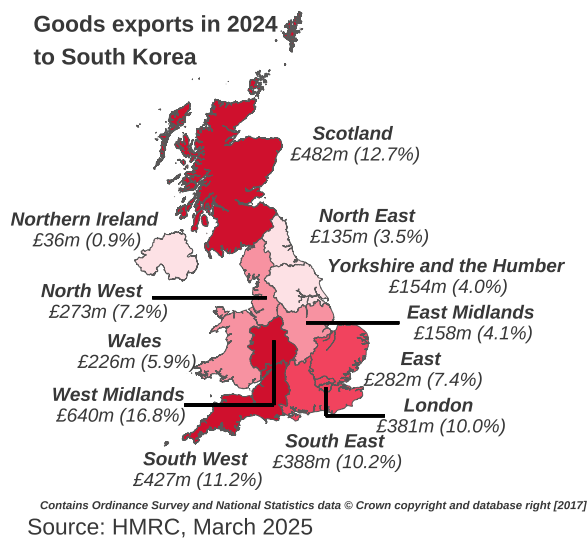 Goods exports in 2024
to South Korea
Scotland
£482m (12.7%)
Northern Ireland
£36m (0.9%)
North East
£135m (3.5%)
Yorkshire and the Humber
£154m (4.0%)
North West
£273m (7.2%)
East Midlands
£158m (4.1%)
Wales
£226m (5.9%)
East
£282m (7.4%)
West Midlands
£640m (16.8%)
London
£381m (10.0%)
South East
£388m (10.2%)
South West
£427m (11.2%)
Contains Ordinance Survey and National Statistics data © Crown copyright and database right [2017]
Source: HMRC, March 2025